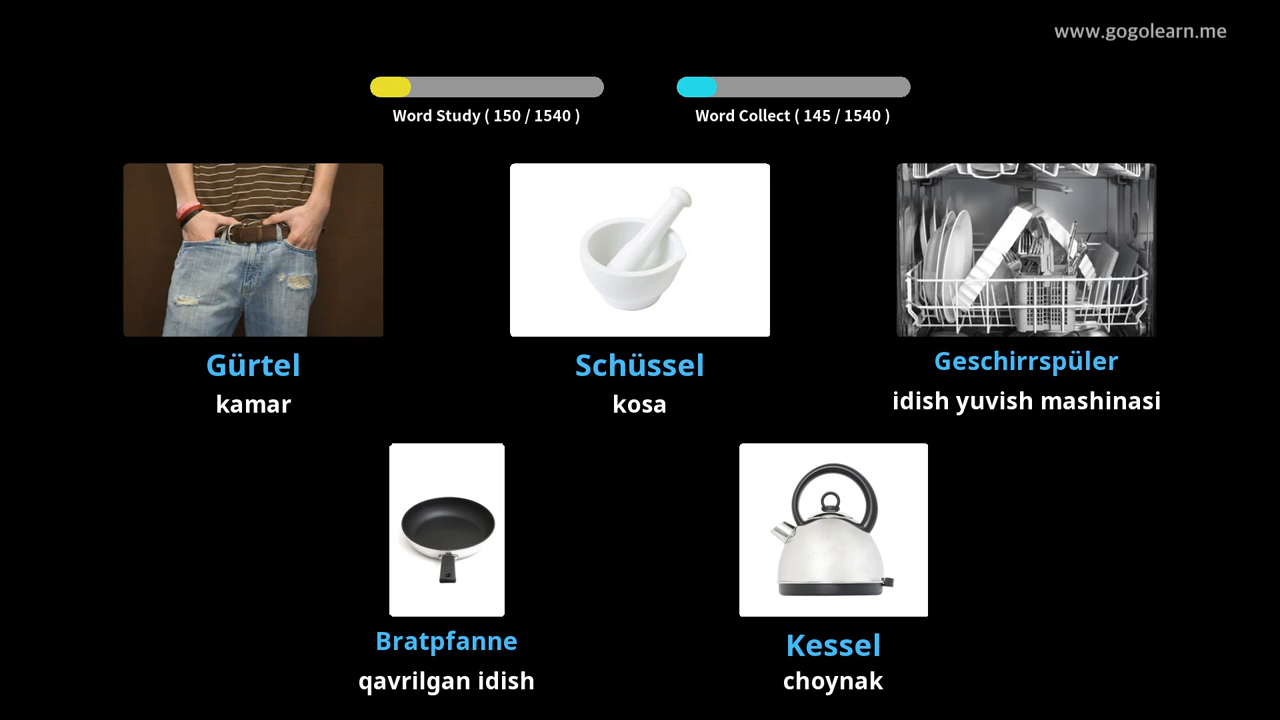 www.gogolearn.me
Word Study ( 150 / 1540 )
Word Collect ( 145 / 1540 )
Gürtel
kamar
Schüssel
kosa
Geschirrspüler
idish yuvish mashinasi
Bratpfanne
qavrilgan idish
Kessel
choynak